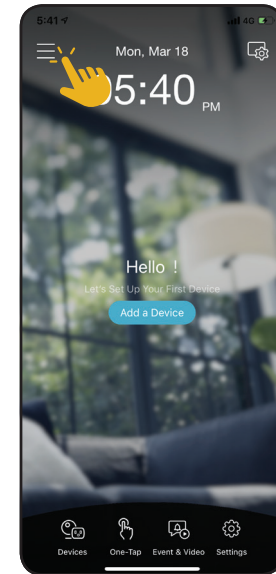 5:41
4G
Mon, Mar 18
05:40 PM
Hello !
Let's Set Up Your First Device
Add a Device
Devices
One-Tap
Event & Video
Settings